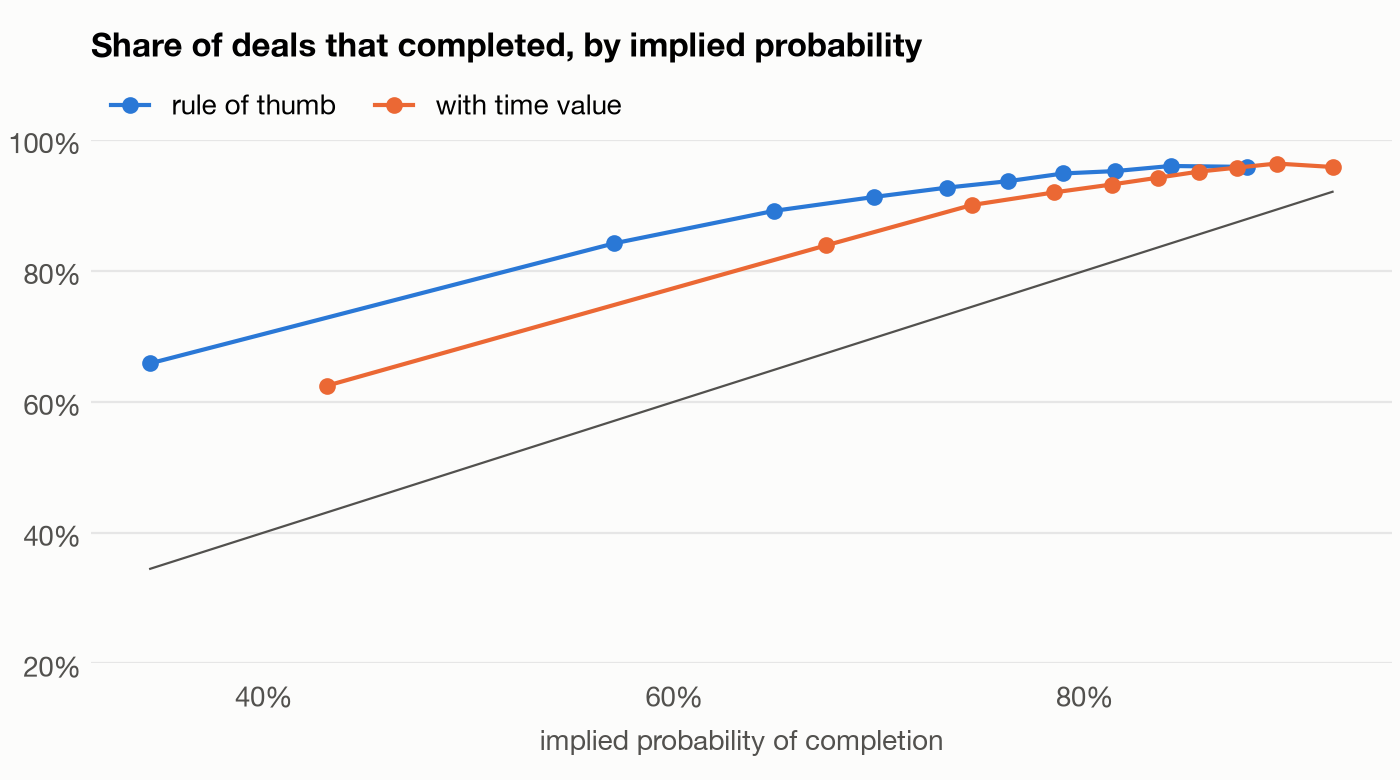 Share of deals that completed, by implied probability
rule of thumb with time value
100%
80%
60%
40%
20%
40% 60% 80%
implied probability of completion